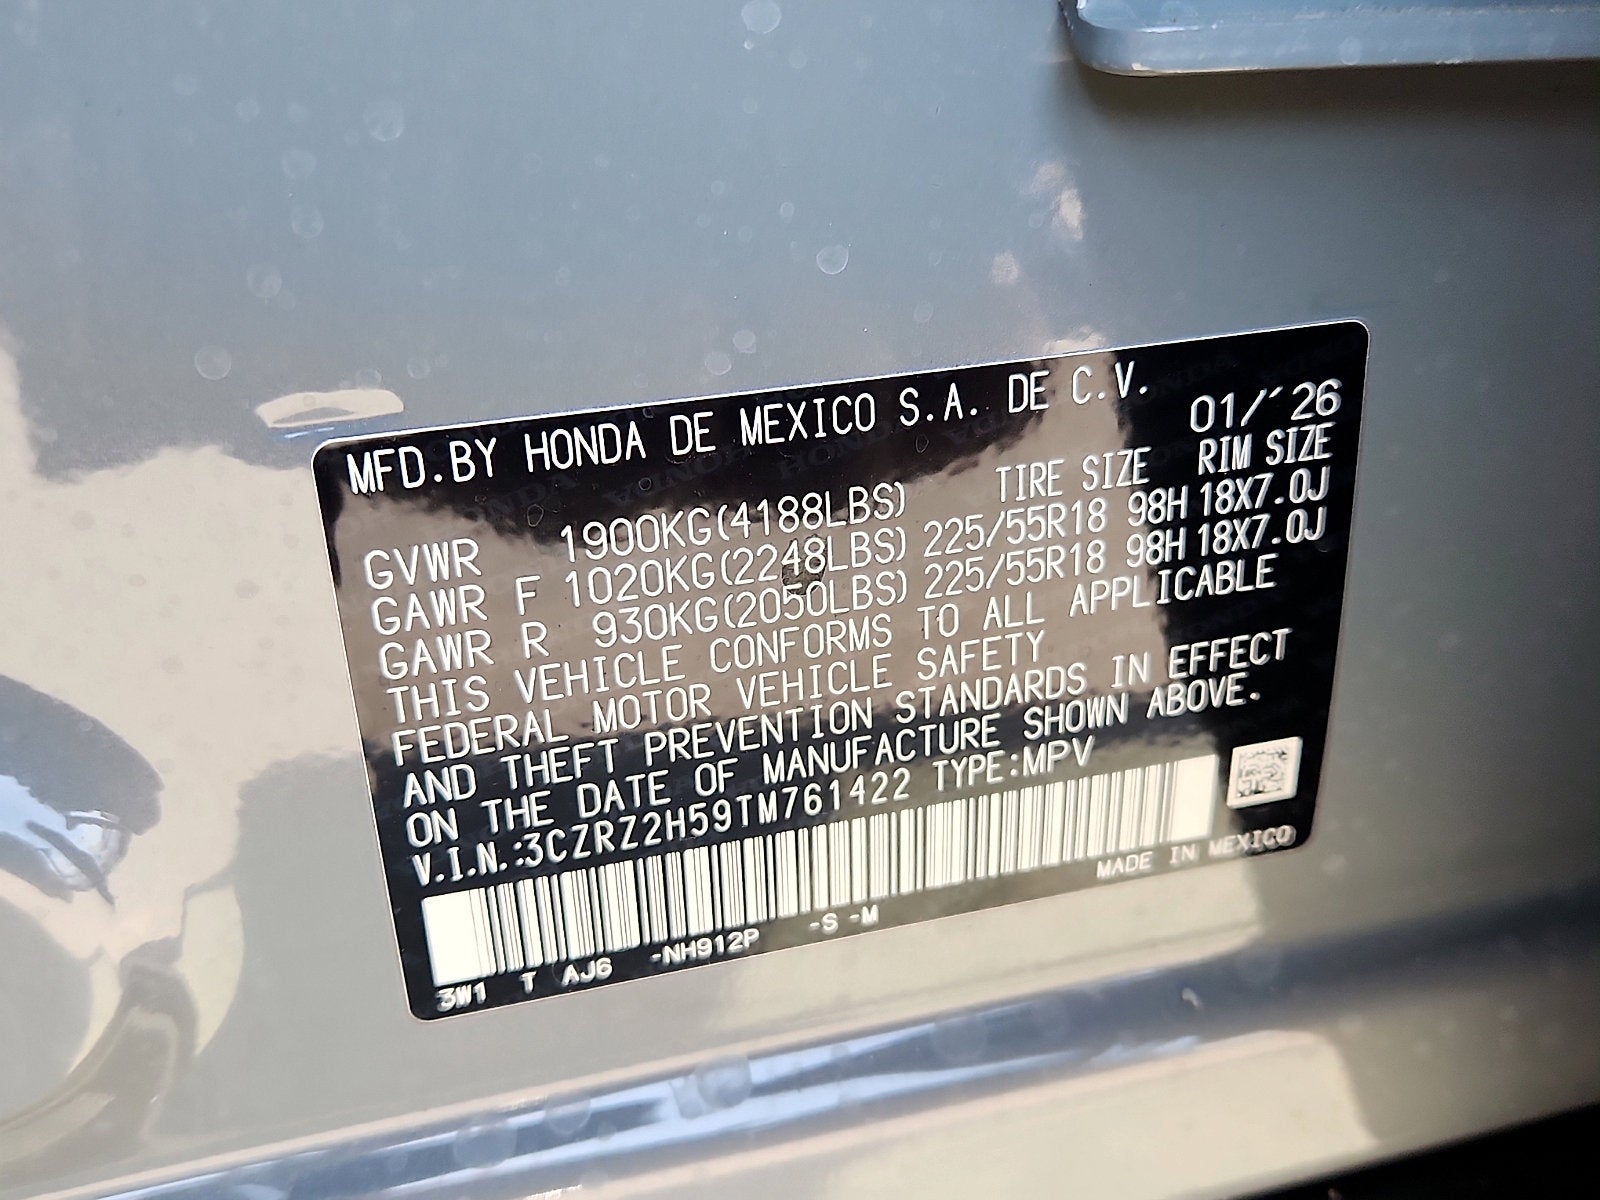 MFD.BY HONDA DE MEXICO S.A. DE C.V.
01/´26
TIRE SIZE RIM SIZE
GVWR 1900KG(4188LBS)
GAWR F 1020KG(2248LBS) 225/55R18 98H 18X7.0J
GAWR R 930KG(2050LBS) 225/55R18 98H 18X7.0J
THIS VEHICLE CONFORMS TO ALL APPLICABLE
FEDERAL MOTOR VEHICLE SAFETY
AND THEFT PREVENTION STANDARDS IN EFFECT
ON THE DATE OF MANUFACTURE SHOWN ABOVE.
V.I.N.:3CZRZ2H59TM761422 TYPE:MPV
MADE IN MEXICO
3W1 T AJ6 -NH912P -S -M